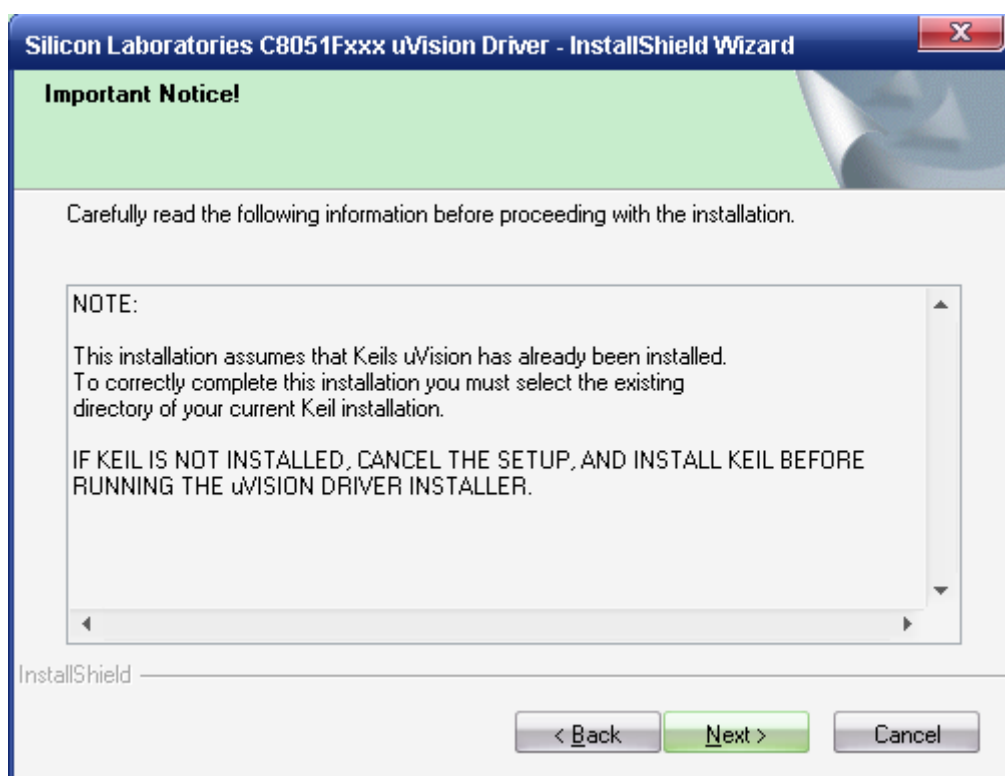 Silicon Laboratories C8051Fxxx uVision Driver - InstallShield Wizard
Important Notice!
Carefully read the following information before proceeding with the installation.
NOTE:
This installation assumes that Keils uVision has already been installed.
To correctly complete this installation you must select the existing
directory of your current Keil installation.
IF KEIL IS NOT INSTALLED, CANCEL THE SETUP, AND INSTALL KEIL BEFORE
RUNNING THE uVISION DRIVER INSTALLER.
InstallShield
< Back Next > Cancel